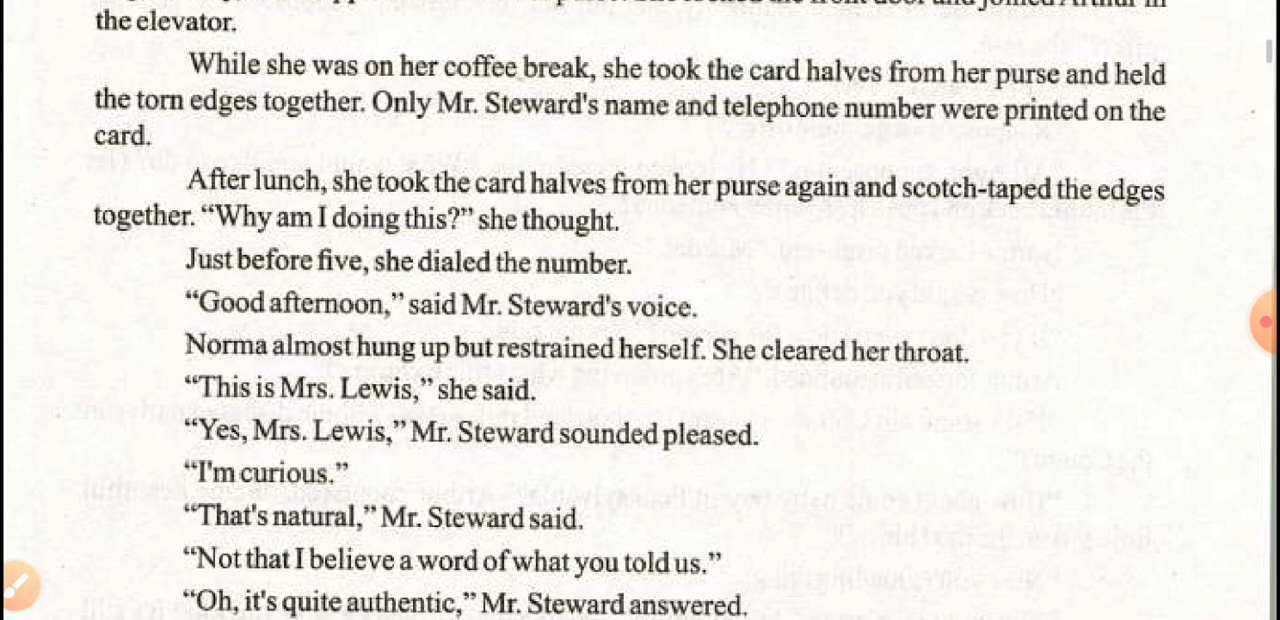 the elevator.
While she was on her coffee break, she took the card halves from her purse and held
the torn edges together. Only Mr. Steward's name and telephone number were printed on the
card.
After lunch, she took the card halves from her purse again and scotch-taped the edges
together. “Why am I doing this?” she thought.
Just before five, she dialed the number.
“Good afternoon,” said Mr. Steward's voice.
Norma almost hung up but restrained herself. She cleared her throat.
“This is Mrs. Lewis,” she said.
“Yes, Mrs. Lewis,” Mr. Steward sounded pleased.
“I'm curious.”
“That's natural,” Mr. Steward said.
“Not that I believe a word of what you told us.”
“Oh, it's quite authentic,” Mr. Steward answered.